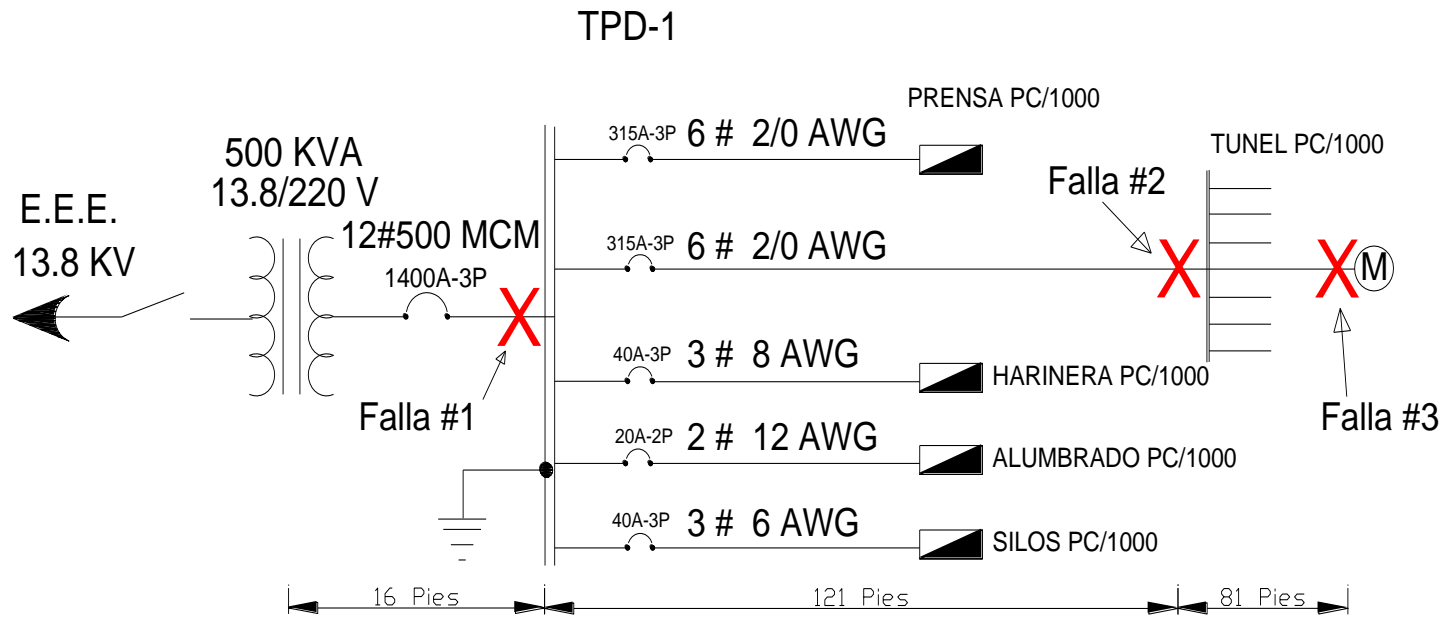 TPD-1
E.E.E.
13.8 KV
500 KVA
13.8/220 V
12#500 MCM
1400A-3P
Falla #1
315A-3P
6 # 2/0 AWG
PRENSA PC/1000
315A-3P
6 # 2/0 AWG
Falla #2
TUNEL PC/1000
M
Falla #3
40A-3P
3 # 8 AWG
HARINERA PC/1000
20A-2P
2 # 12 AWG
ALUMBRADO PC/1000
40A-3P
3 # 6 AWG
SILOS PC/1000
16 Pies
121 Pies
81 Pies